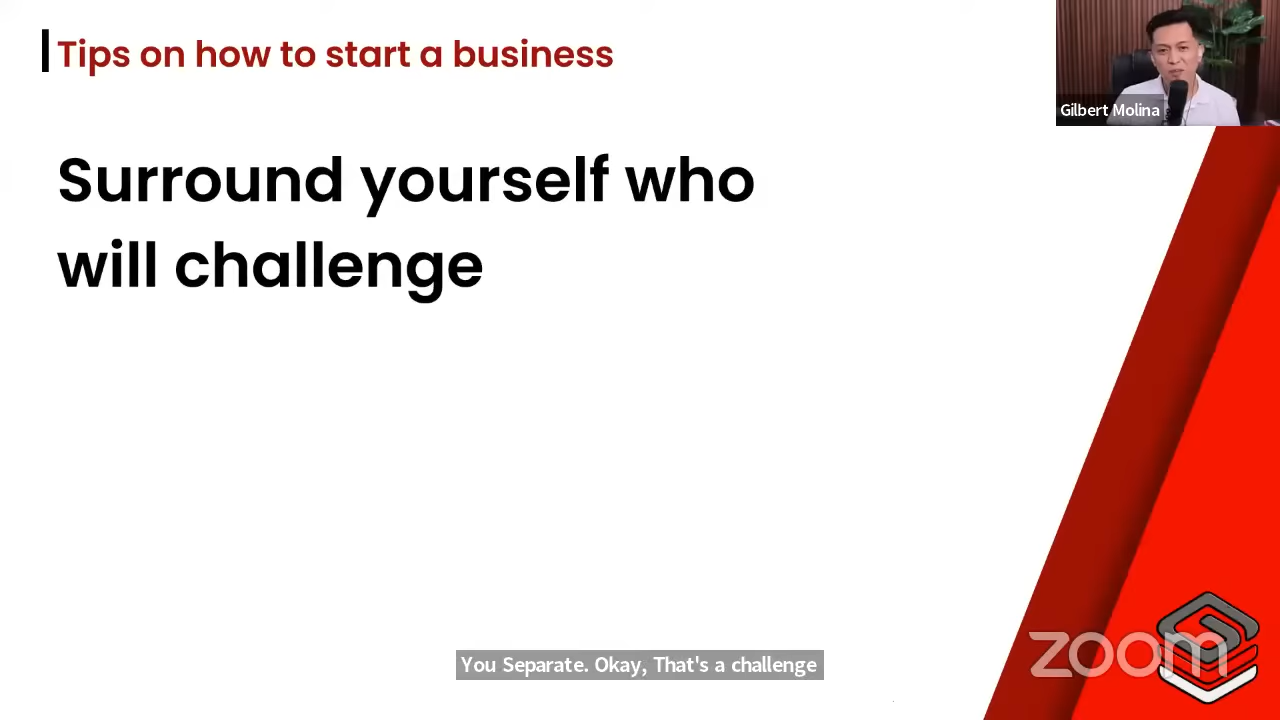 Tips on how to start a business
Gilbert Molina
Surround yourself who
will challenge
You Separate. Okay, That's a challenge
zoom